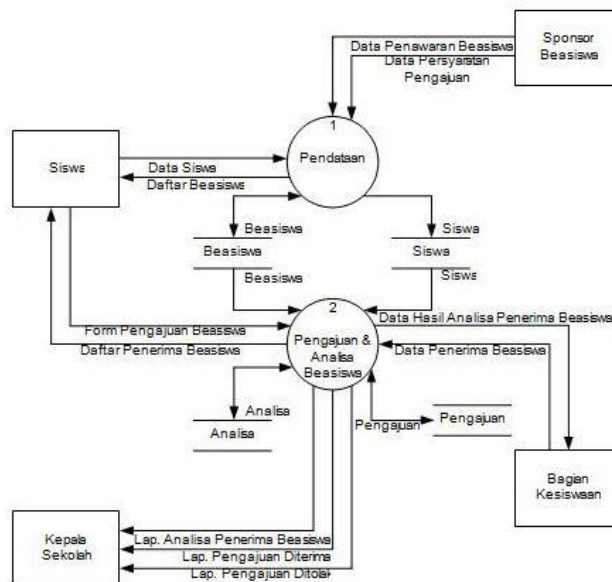 Data Penawaran Beasiswa
Data Persyaratan
Pengajuan
Sponsor
Beasiswa
1
Pendataan
Siswa
Data Siswa
Daftar Beasiswa
Beasiswa
Beasiswa
Beasiswa
Siswa
Siswa
Siswa
2
Pengajuan &
Analisa
Beasiswa
Form Pengajuan Beasiswa
Daftar Penerima Beasiswa
Data Hasil Analisa Penerima Beasiswa
Data Penerima Beasiswa
Analisa
Analisa
Pengajuan
Pengajuan
Bagian
Kesiswaan
Kepala
Sekolah
Lap. Analisa Penerima Beasiswa
Lap. Pengajuan Diterima
Lap. Pengajuan Ditolak